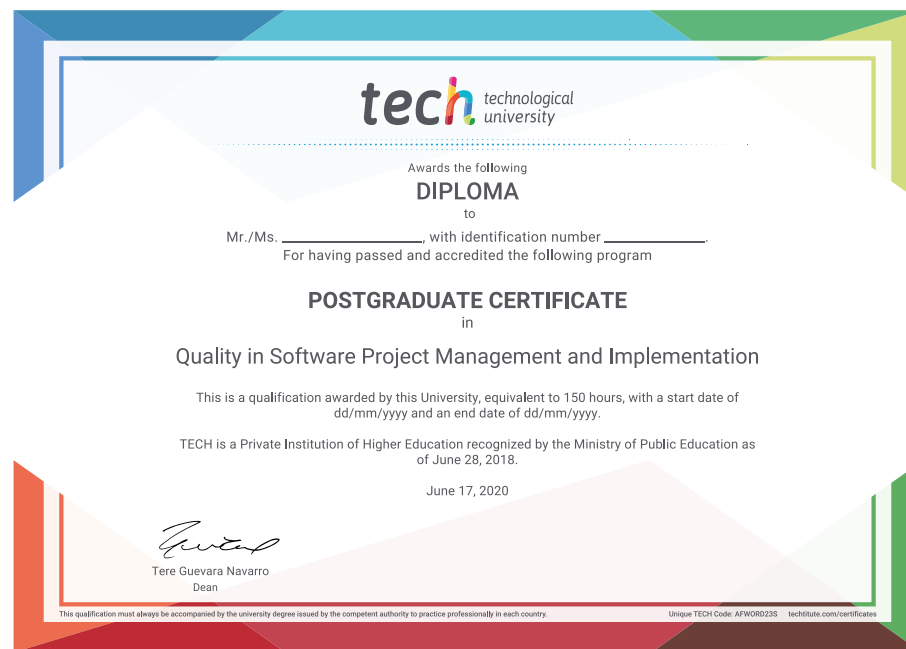 tech technological
university
Awards the following
DIPLOMA
to
Mr./Ms. ____________________, with identification number ______________.
For having passed and accredited the following program
POSTGRADUATE CERTIFICATE
in
Quality in Software Project Management and Implementation
This is a qualification awarded by this University, equivalent to 150 hours, with a start date of
dd/mm/yyyy and an end date of dd/mm/yyyy.
TECH is a Private Institution of Higher Education recognized by the Ministry of Public Education as
of June 28, 2018.
June 17, 2020
Tere Guevara Navarro
Dean
This qualification must always be accompanied by the university degree issued by the competent authority to practice professionally in each country.
Unique TECH Code: AFWORD23S techtitute.com/certificates